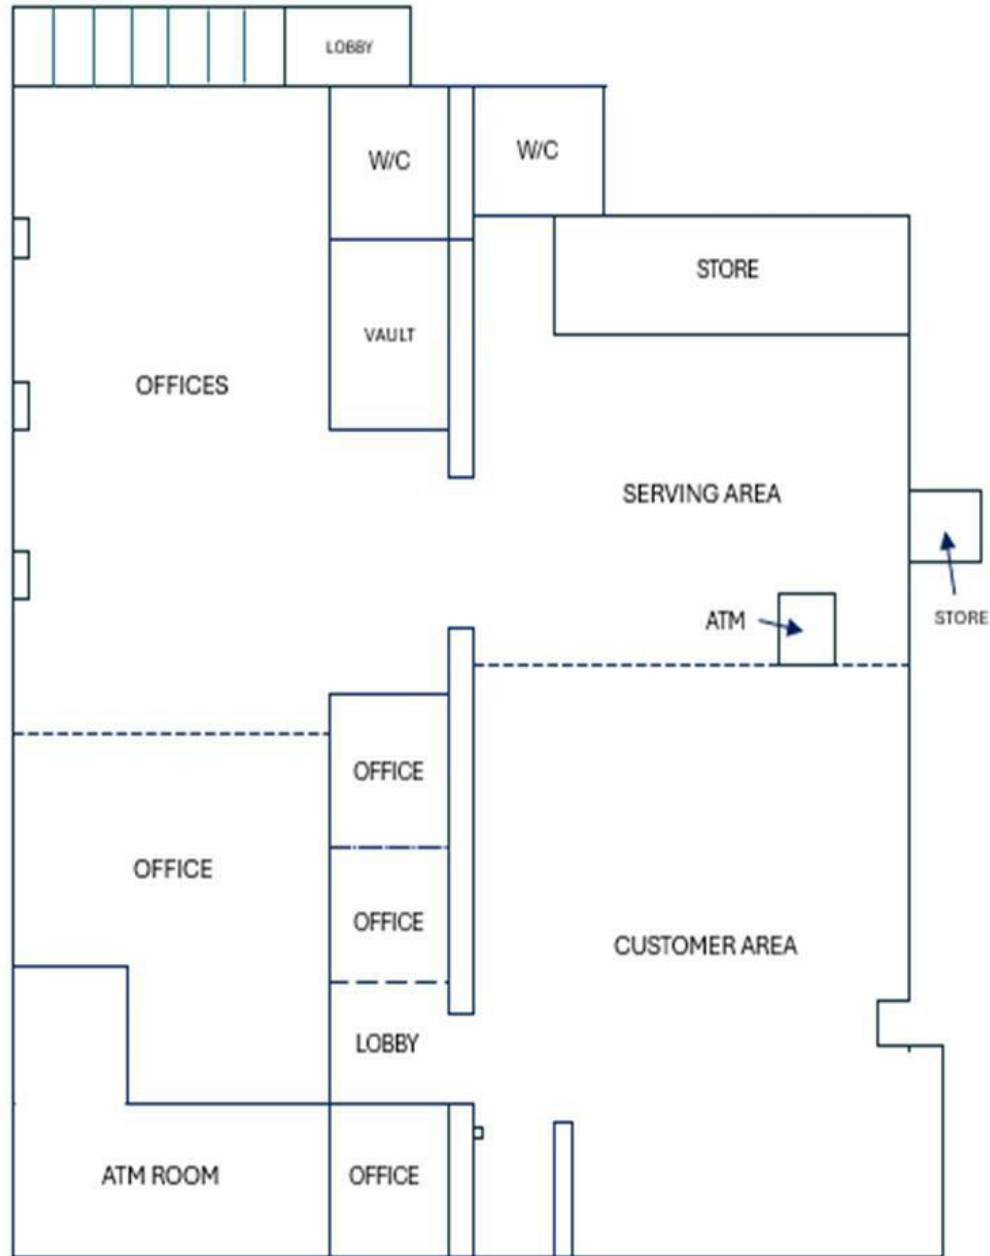 LOBBY
W/C
W/C
STORE
VAULT
OFFICES
SERVING AREA
ATM
STORE
OFFICE
OFFICE
OFFICE
CUSTOMER AREA
LOBBY
ATM ROOM
OFFICE